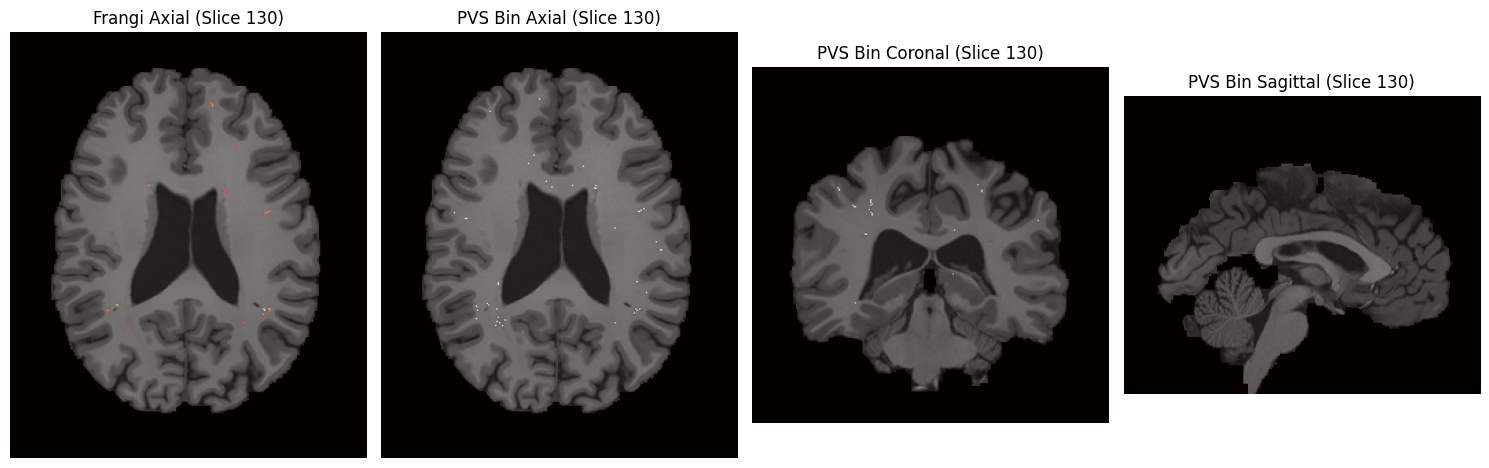 Frangi Axial (Slice 130)
PVS Bin Axial (Slice 130)
PVS Bin Coronal (Slice 130)
PVS Bin Sagittal (Slice 130)